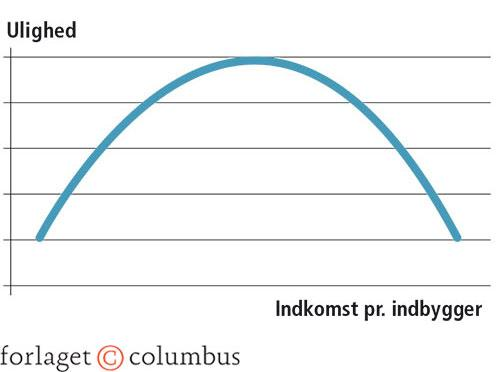 Ulighed
Indkomst pr. indbygger
forlaget © columbus